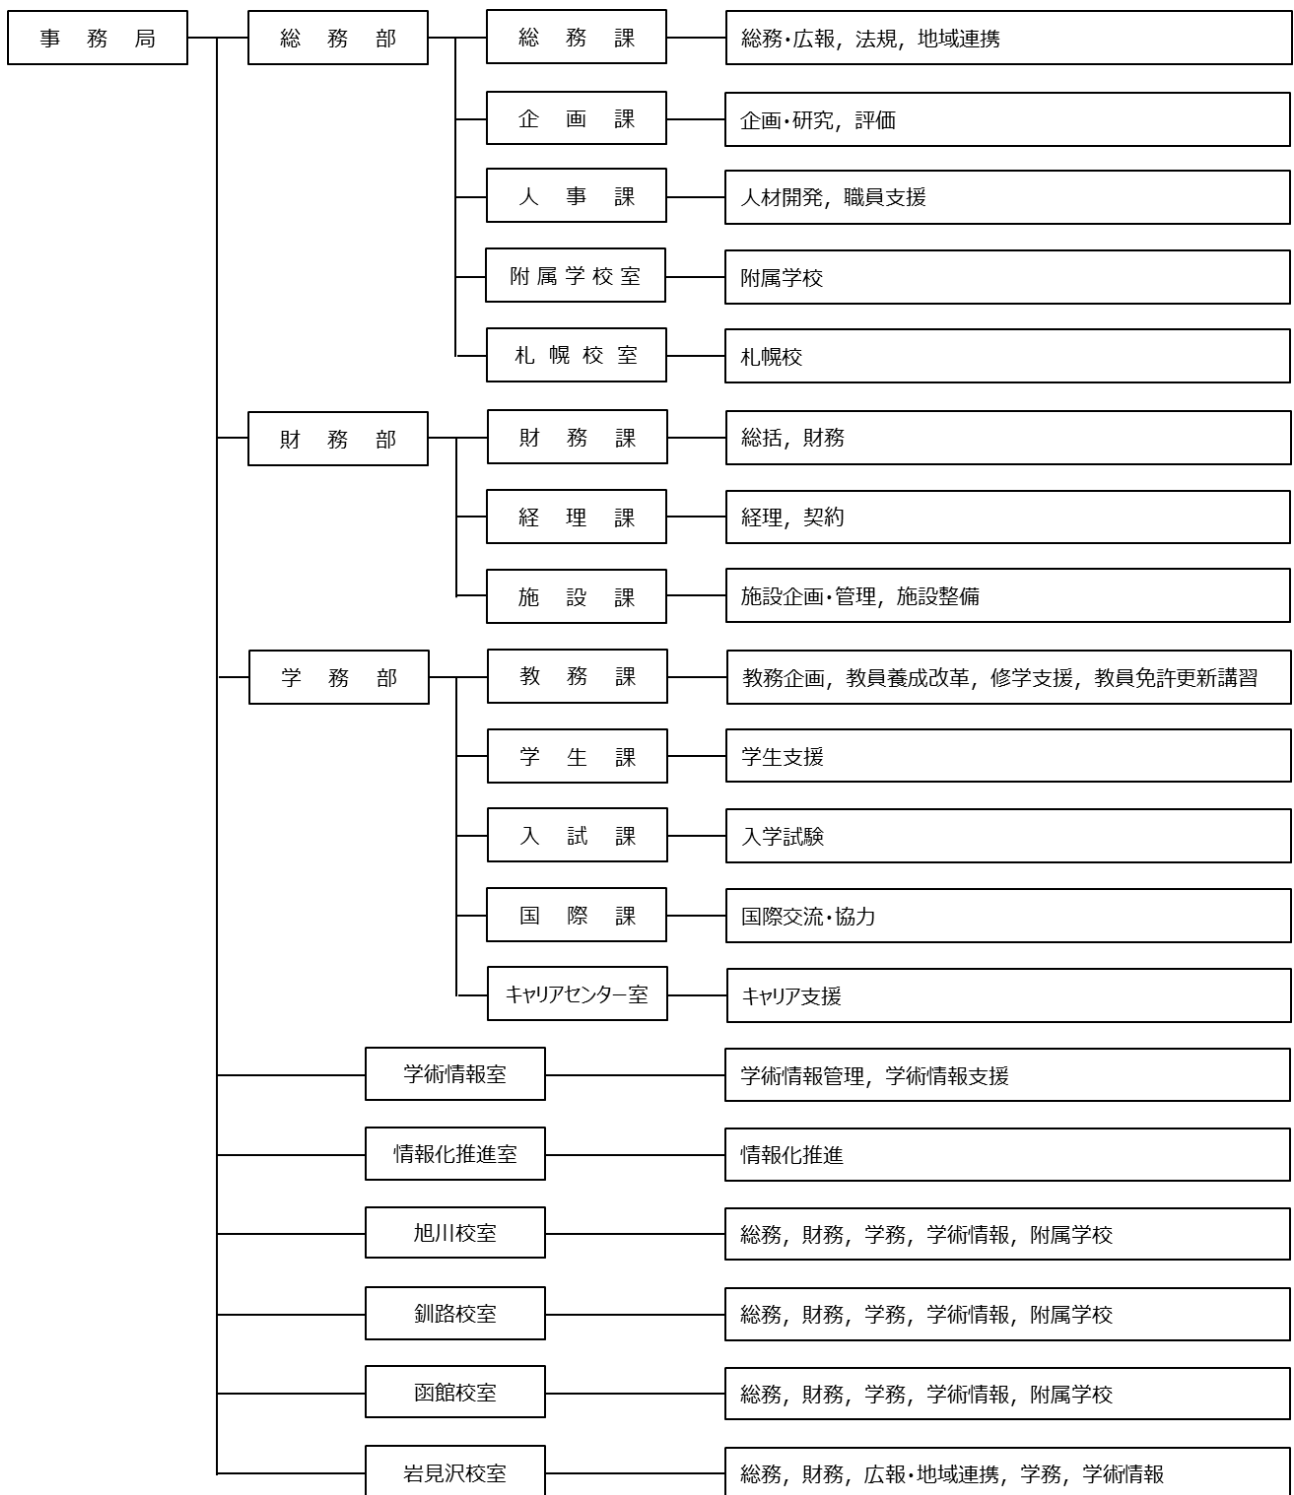 事務局
総務部
総務課
総務・広報，法規，地域連携
企画課
企画・研究，評価
人事課
人材開発，職員支援
附属学校室
附属学校
札幌校室
札幌校
財務部
財務課
総括，財務
経理課
経理，契約
施設課
施設企画・管理，施設整備
学務部
教務課
教務企画，教員養成改革，修学支援，教員免許更新講習
学生課
学生支援
入試課
入学試験
国際課
国際交流・協力
キャリアセンター室
キャリア支援
学術情報室
学術情報管理，学術情報支援
情報化推進室
情報化推進
旭川校室
総務，財務，学務，学術情報，附属学校
釧路校室
総務，財務，学務，学術情報，附属学校
函館校室
総務，財務，学務，学術情報，附属学校
岩見沢校室
総務，財務，広報・地域連携，学務，学術情報